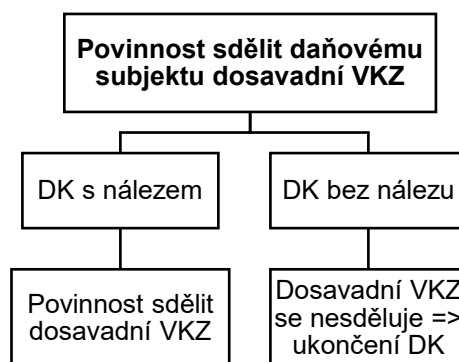 Povinnost sdělit daňovému
subjektu dosavadní VKZ
DK s nálezem
DK bez nálezu
Povinnost sdělit
dosavadní VKZ
Dosavadní VKZ
se nesděluje =>
ukončení DK